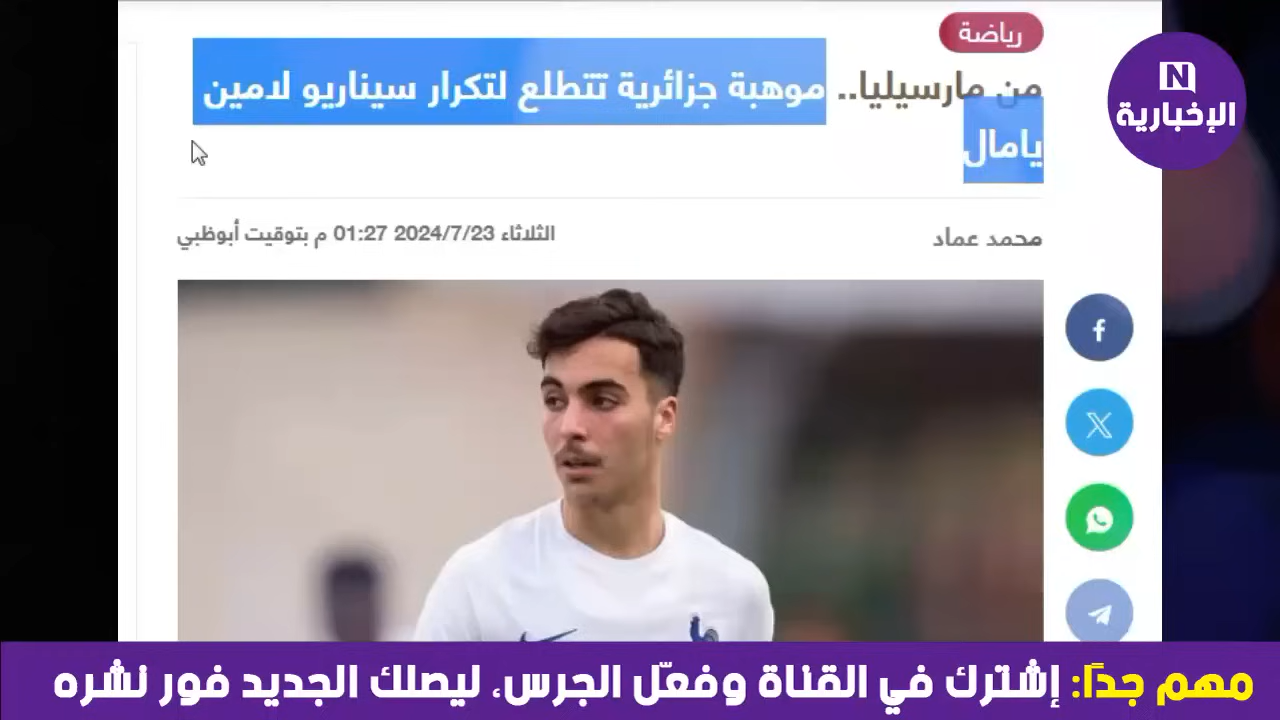 رياضة
من مارسيليا.. موهبة جزائرية تتطلع لتكرار سيناريو لامين
يامال
محمد عماد
الثلاثاء 2024/7/23 01:27 م بتوقيت أبوظبي
N
الإخبارية
مهم جداً: إشترك في القناة وفعّل الجرس، ليصلك الجديد فور نشره